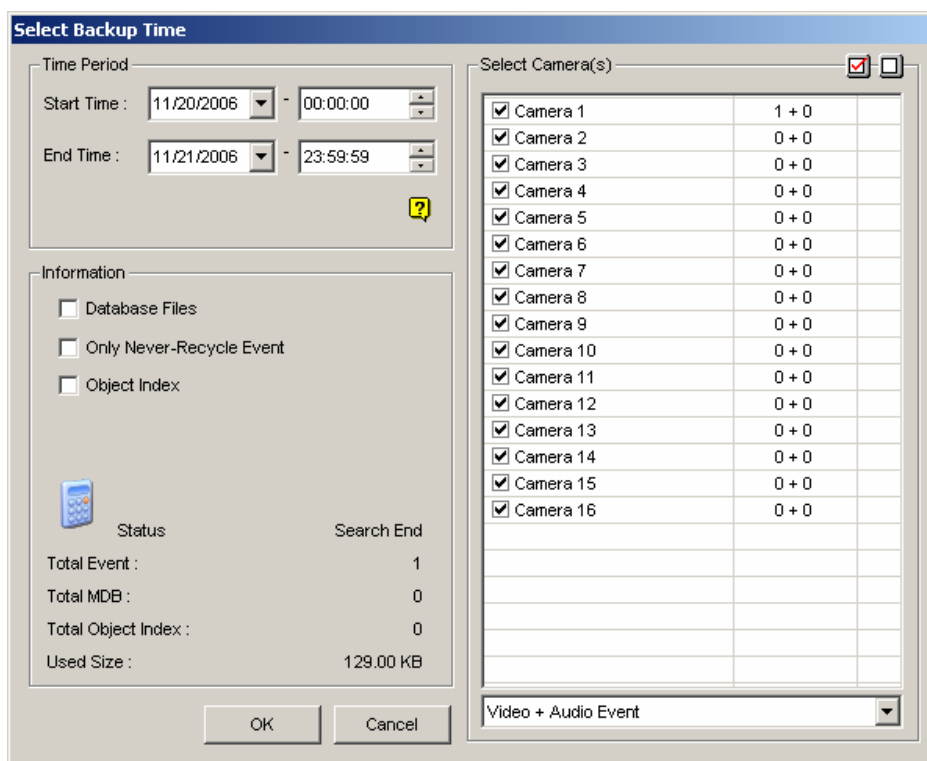 Select Backup Time
Time Period
Start Time : 11/20/2006 - 00:00:00
End Time : 11/21/2006 - 23:59:59
?
Information
Database Files
Only Never-Recycle Event
Object Index
Status Search End
Total Event : 1
Total MDB : 0
Total Object Index : 0
Used Size : 129.00 KB
OK Cancel
Select Camera(s)
Camera 1 1 + 0
Camera 2 0 + 0
Camera 3 0 + 0
Camera 4 0 + 0
Camera 5 0 + 0
Camera 6 0 + 0
Camera 7 0 + 0
Camera 8 0 + 0
Camera 9 0 + 0
Camera 10 0 + 0
Camera 11 0 + 0
Camera 12 0 + 0
Camera 13 0 + 0
Camera 14 0 + 0
Camera 15 0 + 0
Camera 16 0 + 0
Video + Audio Event